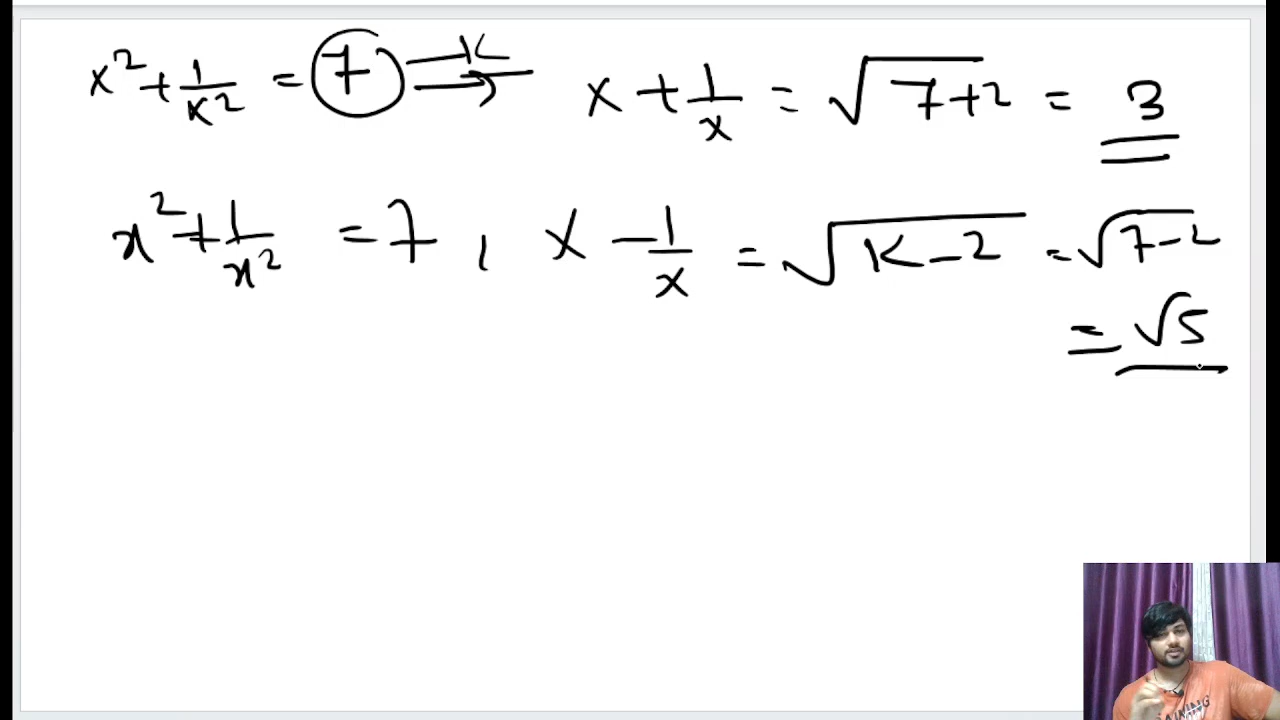 x² + 1/x² = 7 K ⇒ x + 1/x = √(7+2) = 3
x² + 1/x² = 7 , x − 1/x = √(K−2) = √(7−2)
= √5